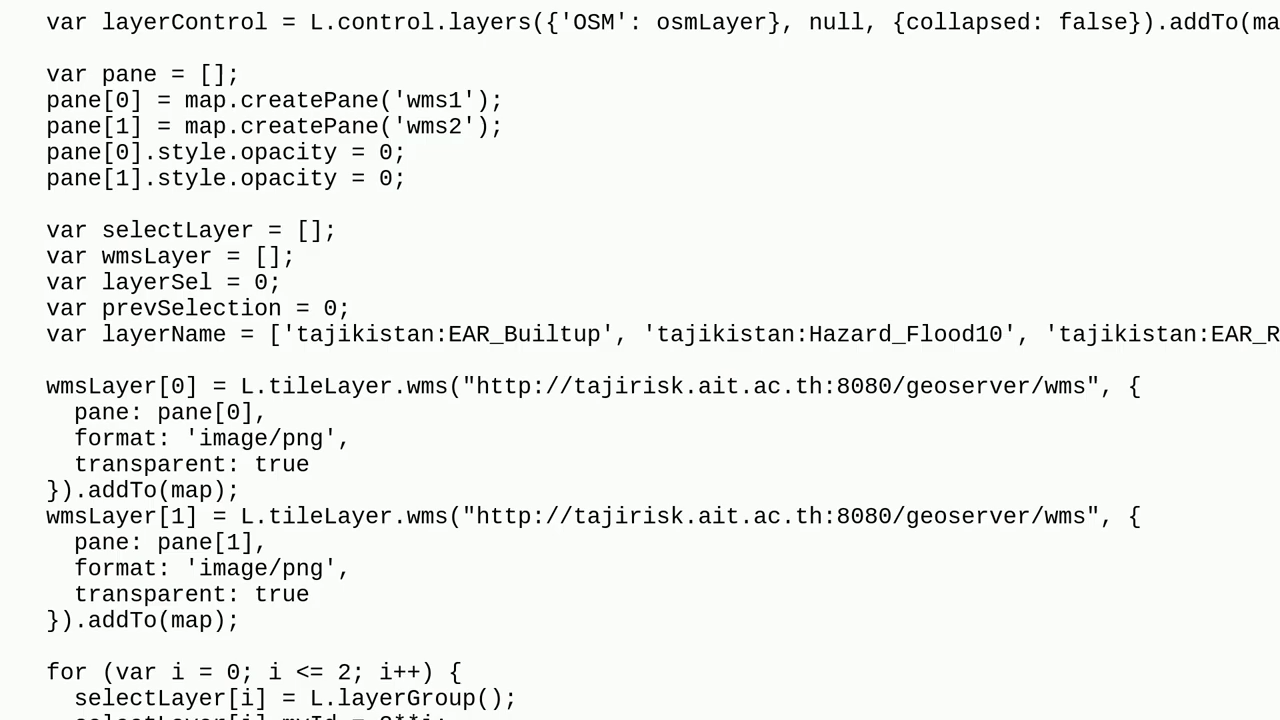 var layerControl = L.control.layers({'OSM': osmLayer}, null, {collapsed: false}).addTo(ma
var pane = [];
pane[0] = map.createPane('wms1');
pane[1] = map.createPane('wms2');
pane[0].style.opacity = 0;
pane[1].style.opacity = 0;
var selectLayer = [];
var wmsLayer = [];
var layerSel = 0;
var prevSelection = 0;
var layerName = ['tajikistan:EAR_Builtup', 'tajikistan:Hazard_Flood10', 'tajikistan:EAR_R
wmsLayer[0] = L.tileLayer.wms("http://tajirisk.ait.ac.th:8080/geoserver/wms", {
pane: pane[0],
format: 'image/png',
transparent: true
}).addTo(map);
wmsLayer[1] = L.tileLayer.wms("http://tajirisk.ait.ac.th:8080/geoserver/wms", {
pane: pane[1],
format: 'image/png',
transparent: true
}).addTo(map);
for (var i = 0; i <= 2; i++) {
selectLayer[i] = L.layerGroup();